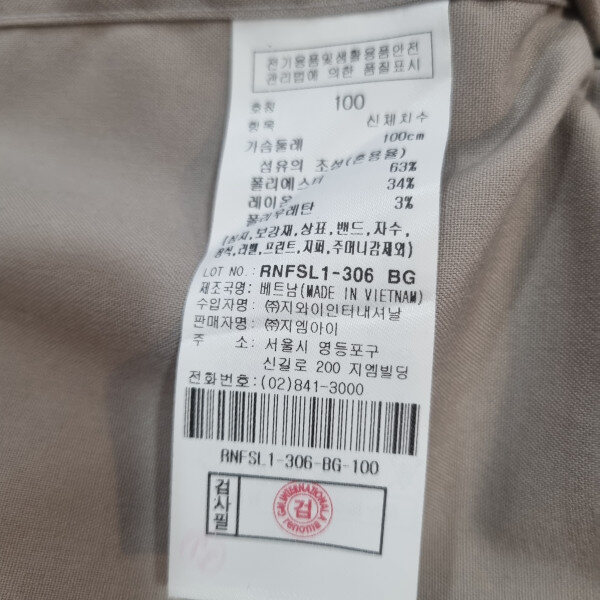 전기용품및생활용품안전
관리법에 의한 품질표시
호칭 100
항목 신체치수
가슴둘레 100cm
섬유의 조성(혼용율)
폴리에스터 63%
레이온 34%
폴리우레탄 3%
(심지,보강재,상표,밴드,자수,
장식,라벨,프린트,지퍼,주머니감제외)
LOT NO: RNFSL1-306 BG
제조국명: 베트남(MADE IN VIETNAM)
수입자명: ㈜지와이인터내셔날
판매자명: ㈜지엠아이
주 소: 서울시 영등포구
신길로 200 지엠빌딩
전화번호:(02)841-3000
RNFSL1-306-BG-100
검사필
검
INTERNATIONAL
renoma